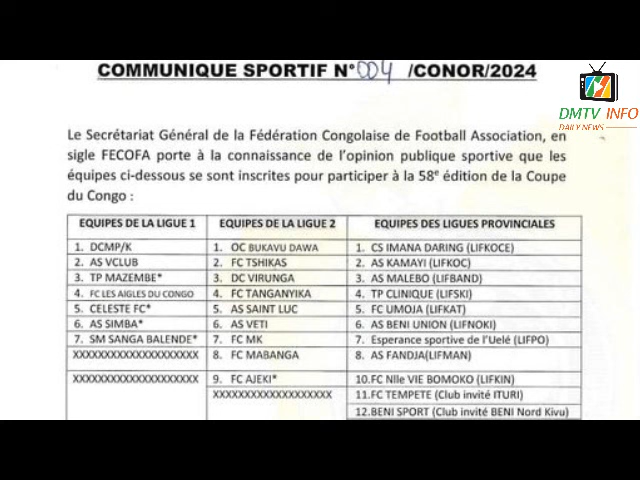 COMMUNIQUE SPORTIF N° 004 /CONOR/2024
DMTV INFO
DAILY NEWS
Le Secrétariat Général de la Fédération Congolaise de Football Association, en
sigle FECOFA porte à la connaissance de l'opinion publique sportive que les
équipes ci-dessous se sont inscrites pour participer à la 58e édition de la Coupe
du Congo :
EQUIPES DE LA LIGUE 1 EQUIPES DE LA LIGUE 2 EQUIPES DES LIGUES PROVINCIALES
1. DCMP/K 1. OC BUKAVU DAWA 1. CS IMANA DARING (LIFKOCE)
2. AS VCLUB 2. FC TSHIKAS 2. AS KAMAYI (LIFKOC)
3. TP MAZEMBE* 3. DC VIRUNGA 3. AS MALEBO (LIFBAND)
4. FC LES AIGLES DU CONGO 4. FC TANGANYIKA 4. TP CLINIQUE (LIFSKI)
5. CELESTE FC* 5. AS SAINT LUC 5. FC UMOJA (LIFKAT)
6. AS SIMBA* 6. AS VETI 6. AS BENI UNION (LIFNOKI)
7. SM SANGA BALENDE* 7. FC MK 7. Esperance sportive de l'Uelé (LIFPO)
XXXXXXXXXXXXXXXXXXXXX 8. FC MABANGA 8. AS FANDJA(LIFMAN)
XXXXXXXXXXXXXXXXXXXXX 9. FC AJEKI* 10.FC Nlle VIE BOMOKO (LIFKIN)
XXXXXXXXXXXXXXXXXXXX 11.FC TEMPETE (Club invité ITURI)
12.BENI SPORT (Club invité BENI Nord Kivu)